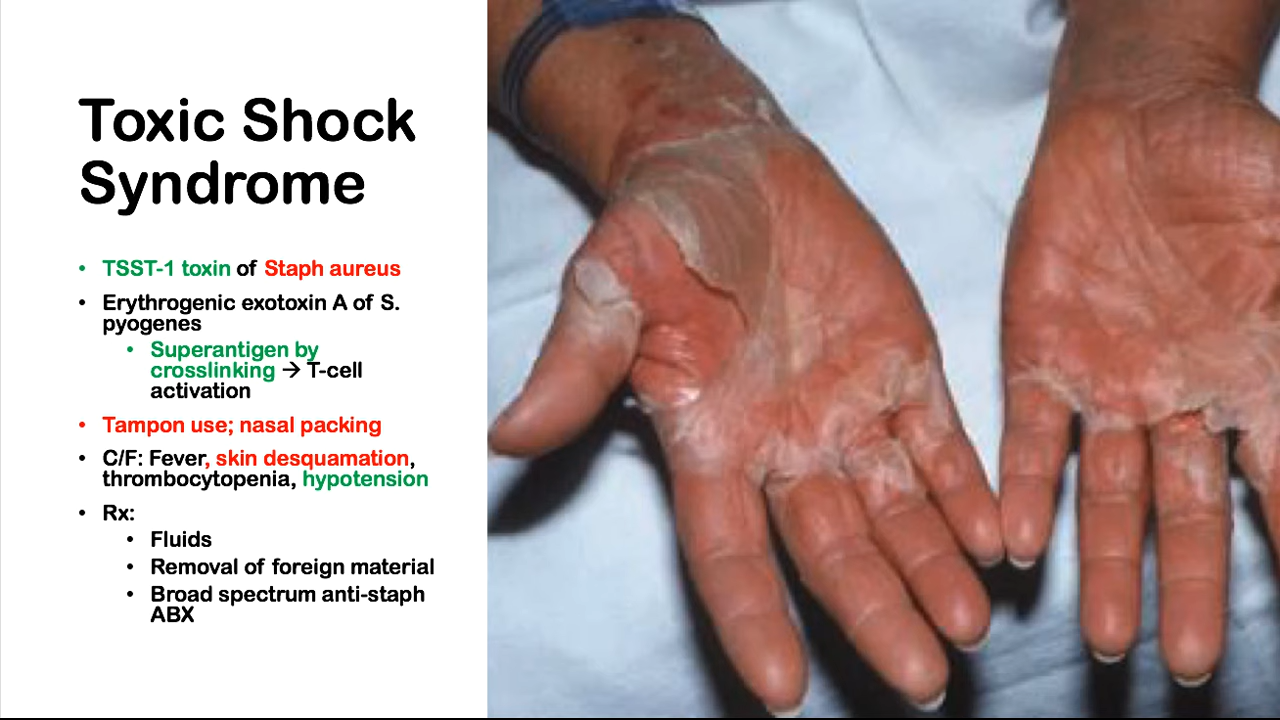 Toxic Shock
Syndrome
• TSST-1 toxin of Staph aureus
• Erythrogenic exotoxin A of S.
pyogenes
• Superantigen by
crosslinking → T-cell
activation
• Tampon use; nasal packing
• C/F: Fever, skin desquamation,
thrombocytopenia, hypotension
• Rx:
• Fluids
• Removal of foreign material
• Broad spectrum anti-staph
ABX